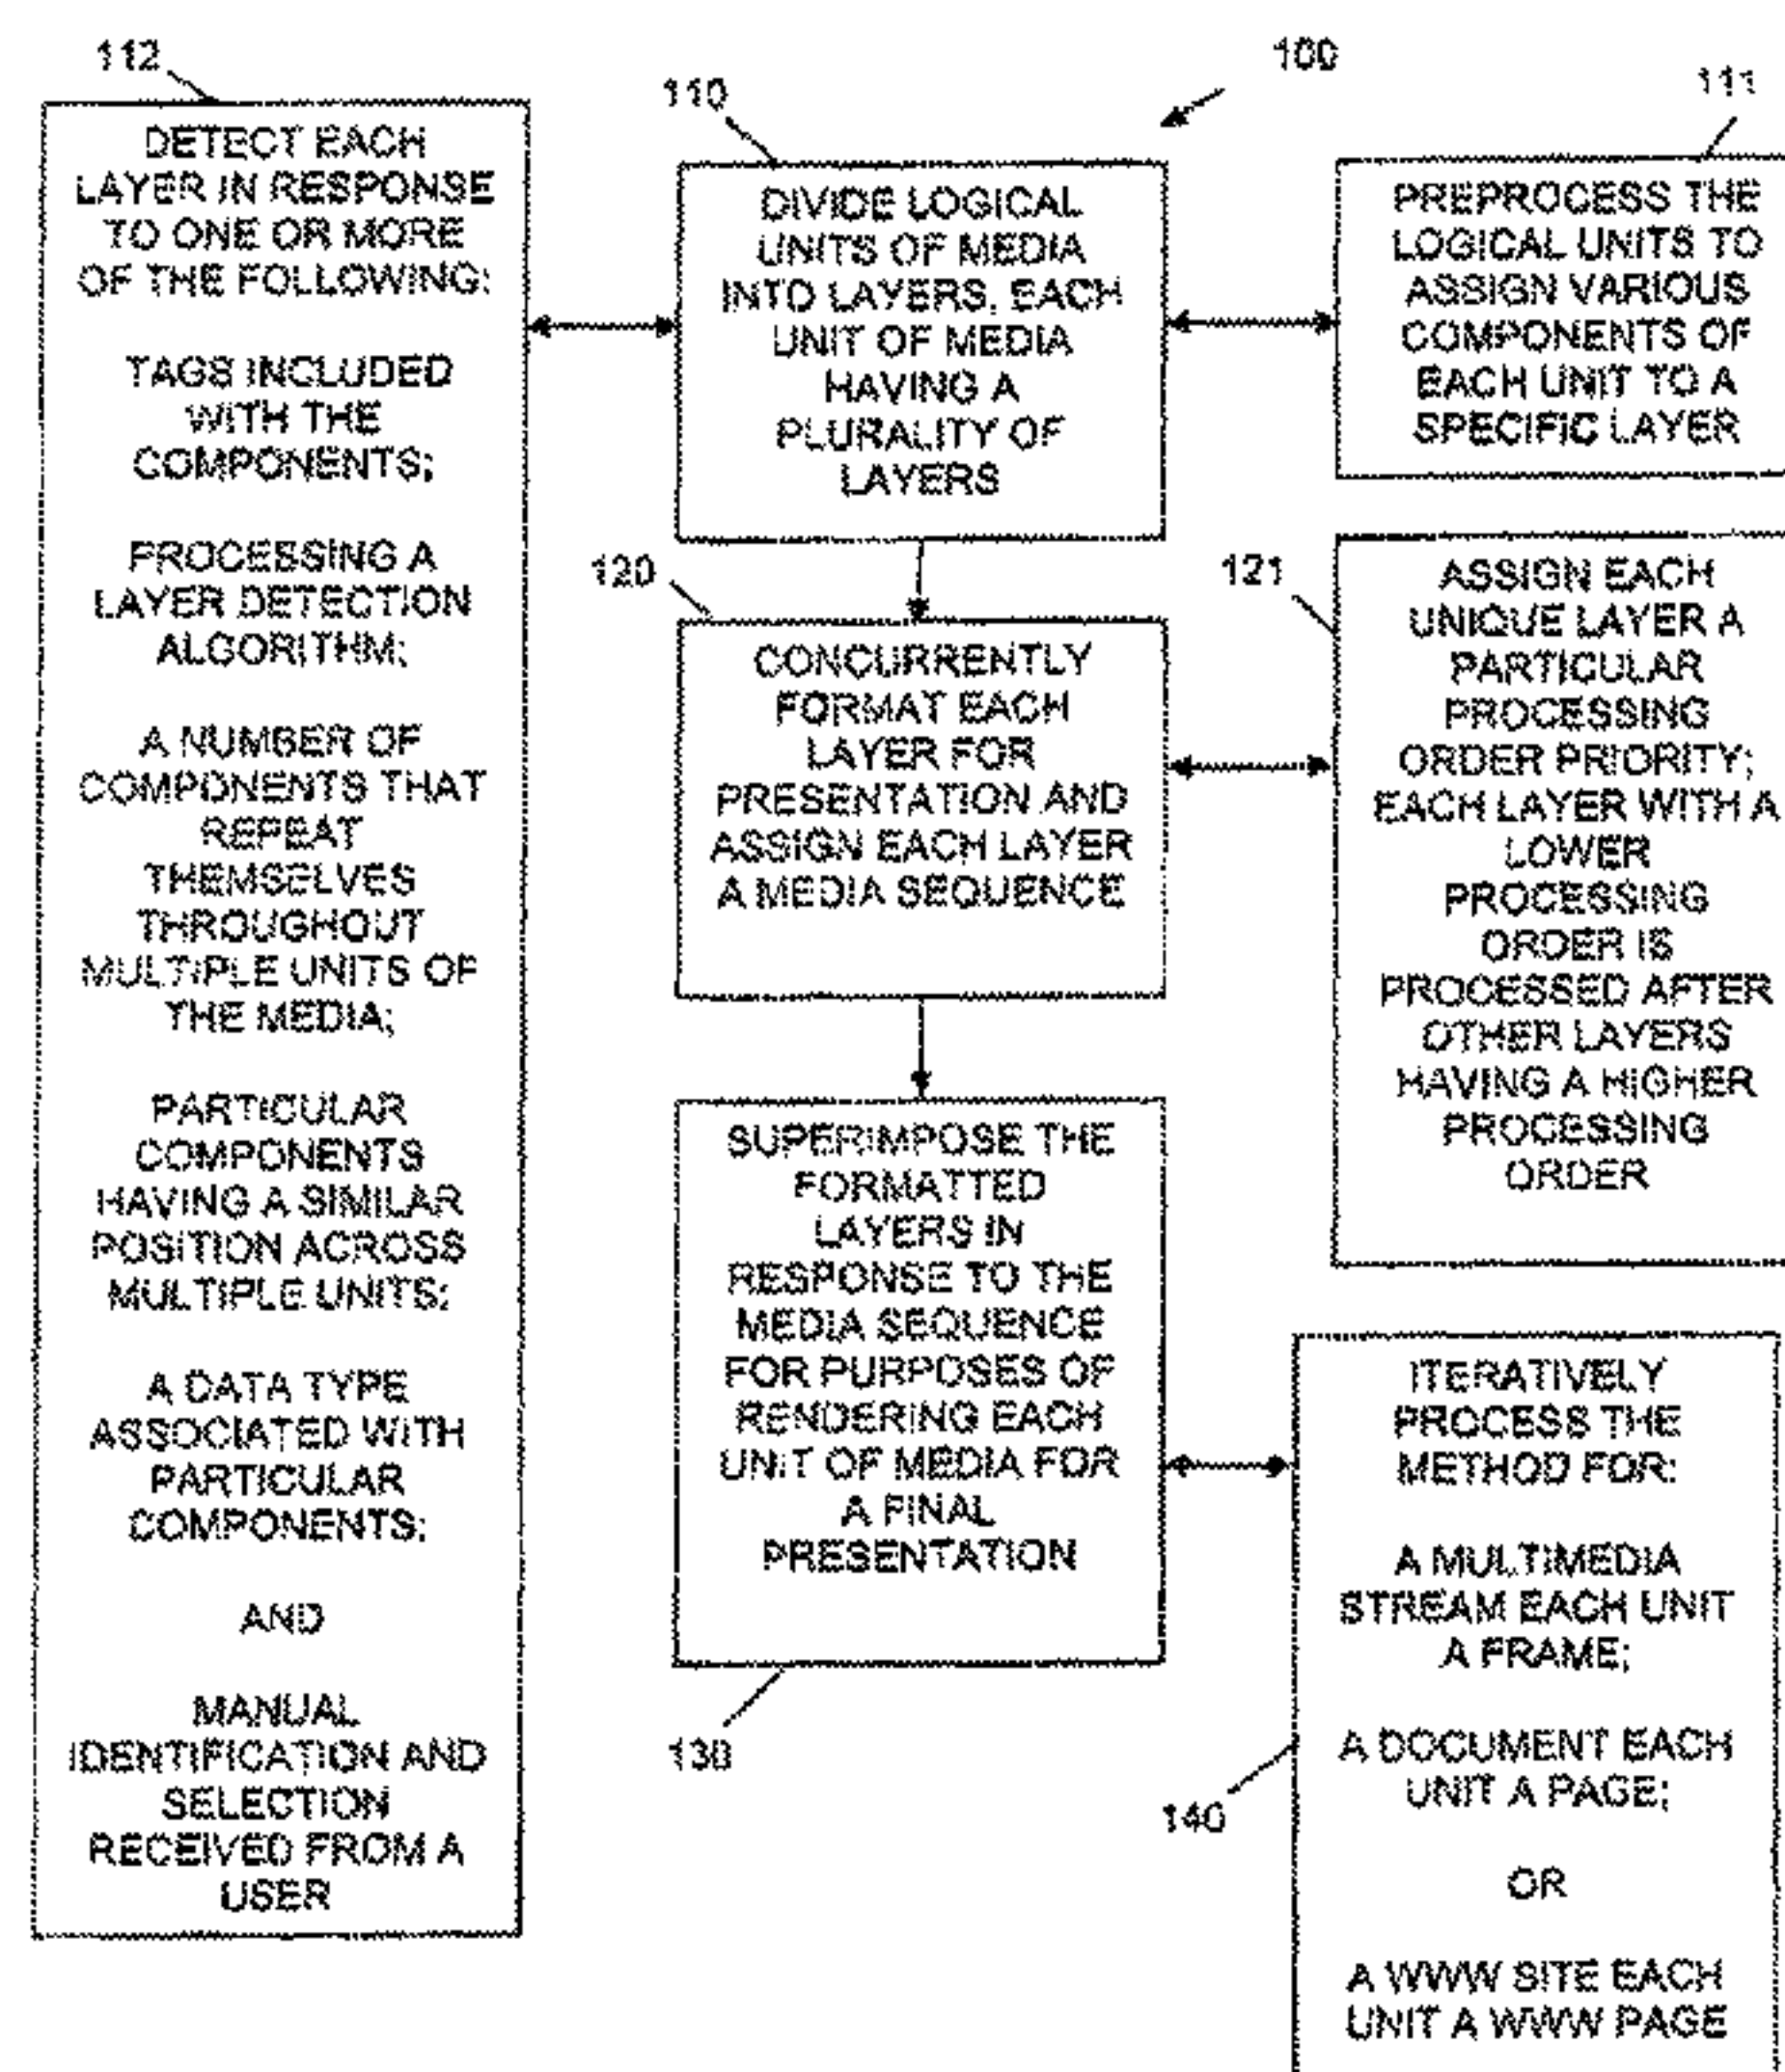 100
112
DETECT EACH
LAYER IN RESPONSE
TO ONE OR MORE
OF THE FOLLOWING:
TAGS INCLUDED
WITH THE
COMPONENTS;
PROCESSING A
LAYER DETECTION
ALGORITHM;
A NUMBER OF
COMPONENTS THAT
REPEAT
THEMSELVES
THROUGHOUT
MULTIPLE UNITS OF
THE MEDIA;
PARTICULAR
COMPONENTS
HAVING A SIMILAR
POSITION ACROSS
MULTIPLE UNITS;
A DATA TYPE
ASSOCIATED WITH
PARTICULAR
COMPONENTS;
AND
MANUAL
IDENTIFICATION AND
SELECTION
RECEIVED FROM A
USER
110
DIVIDE LOGICAL
UNITS OF MEDIA
INTO LAYERS, EACH
UNIT OF MEDIA
HAVING A
PLURALITY OF
LAYERS
111
PREPROCESS THE
LOGICAL UNITS TO
ASSIGN VARIOUS
COMPONENTS OF
EACH UNIT TO A
SPECIFIC LAYER
120
CONCURRENTLY
FORMAT EACH
LAYER FOR
PRESENTATION AND
ASSIGN EACH LAYER
A MEDIA SEQUENCE
121
ASSIGN EACH
UNIQUE LAYER A
PARTICULAR
PROCESSING
ORDER PRIORITY;
EACH LAYER WITH A
LOWER
PROCESSING
ORDER IS
PROCESSED AFTER
OTHER LAYERS
HAVING A HIGHER
PROCESSING
ORDER
SUPERIMPOSE THE
FORMATTED
LAYERS IN
RESPONSE TO THE
MEDIA SEQUENCE
FOR PURPOSES OF
RENDERING EACH
UNIT OF MEDIA FOR
A FINAL
PRESENTATION
130
ITERATIVELY
PROCESS THE
METHOD FOR:
A MULTIMEDIA
STREAM EACH UNIT
A FRAME;
A DOCUMENT EACH
UNIT A PAGE;
OR
A WWW SITE EACH
UNIT A WWW PAGE
140